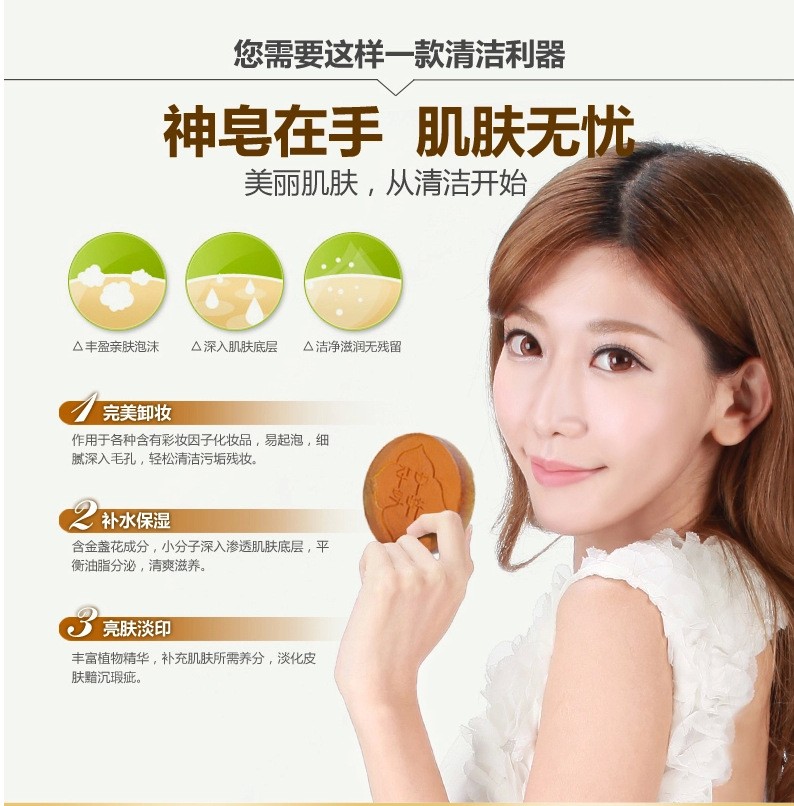 您需要这样一款清洁利器
神皂在手 肌肤无忧
美丽肌肤，从清洁开始
△丰盈亲肤泡沫 △深入肌肤底层 △洁净滋润无残留
1 完美卸妆
作用于各种含有彩妆因子化妆品，易起泡，细
腻深入毛孔，轻松清洁污垢残妆。
2 补水保湿
含金盏花成分，小分子深入渗透肌肤底层，平
衡油脂分泌，清爽滋养。
3 亮肤淡印
丰富植物精华，补充肌肤所需养分，淡化皮
肤黯沉瑕疵。